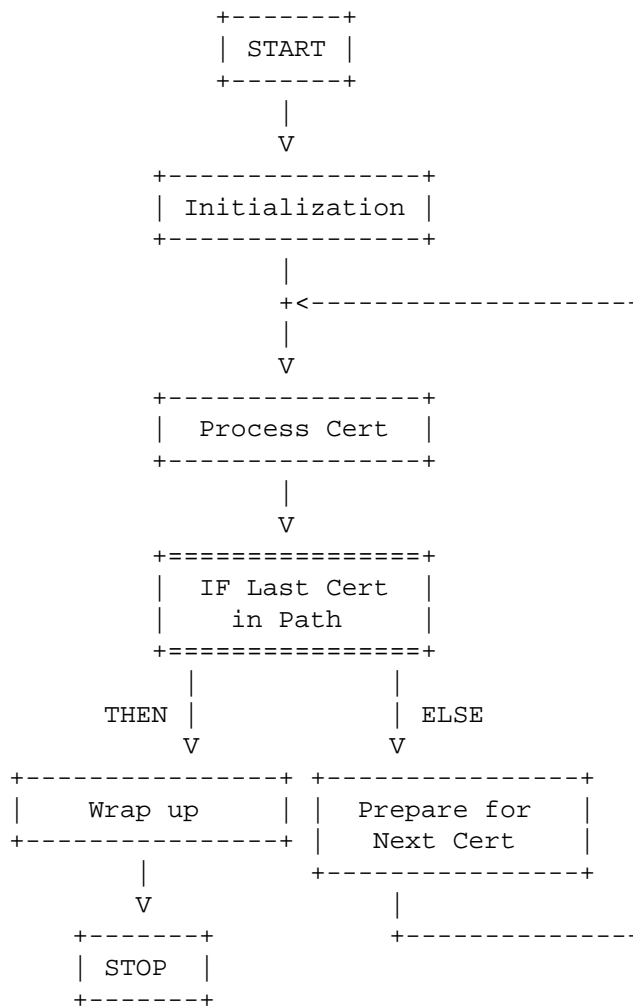 START
Initialization
Process Cert
IF Last Cert
in Path
THEN ELSE
Wrap up Prepare for
Next Cert
STOP